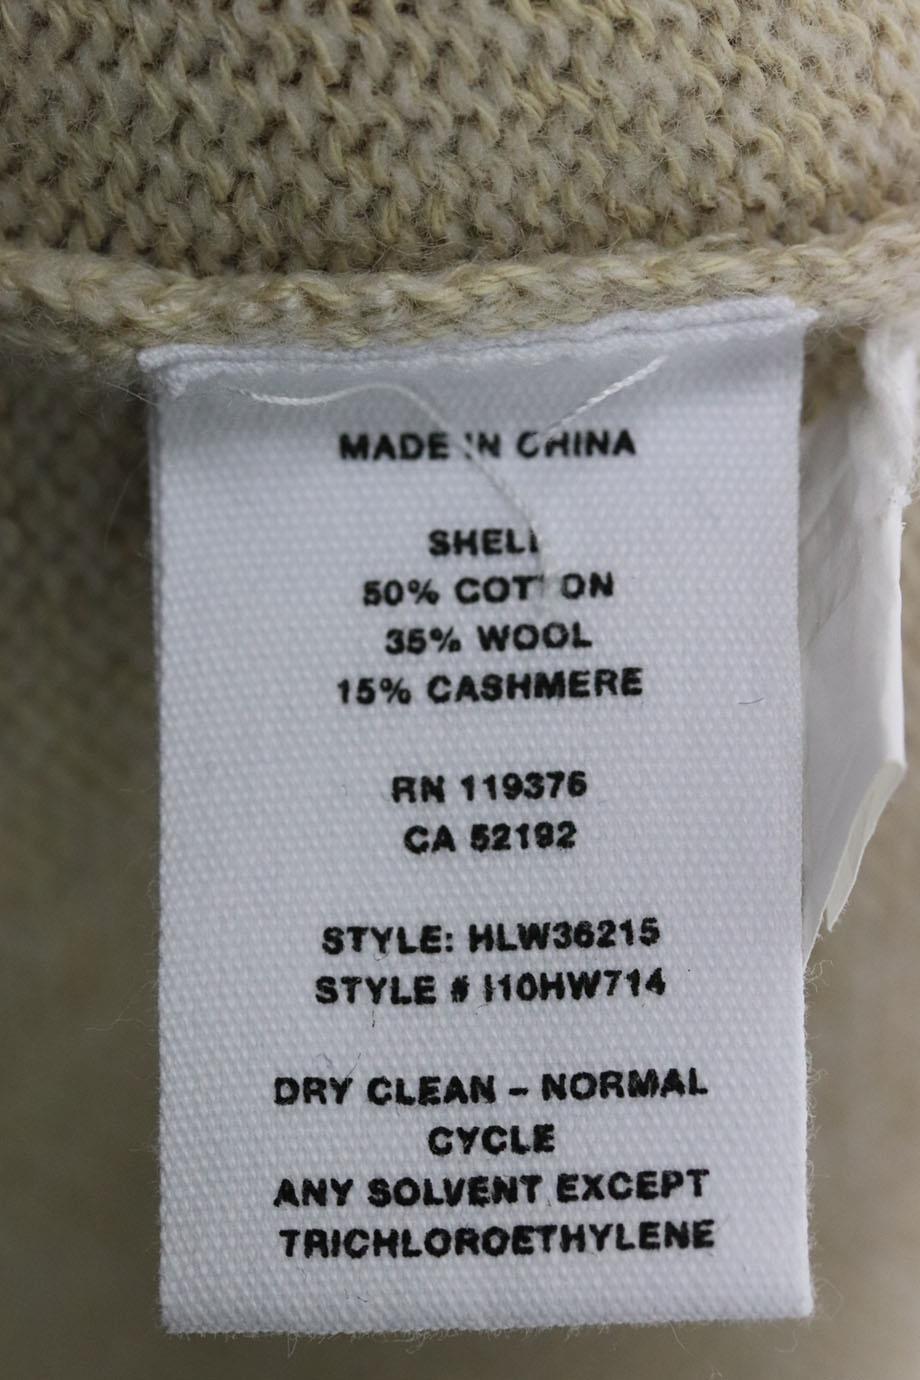 MADE IN CHINA
SHELL
50% COTTON
35% WOOL
15% CASHMERE
RN 119376
CA 52192
STYLE: HLW36215
STYLE # I10HW714
DRY CLEAN - NORMAL
CYCLE
ANY SOLVENT EXCEPT
TRICHLOROETHYLENE